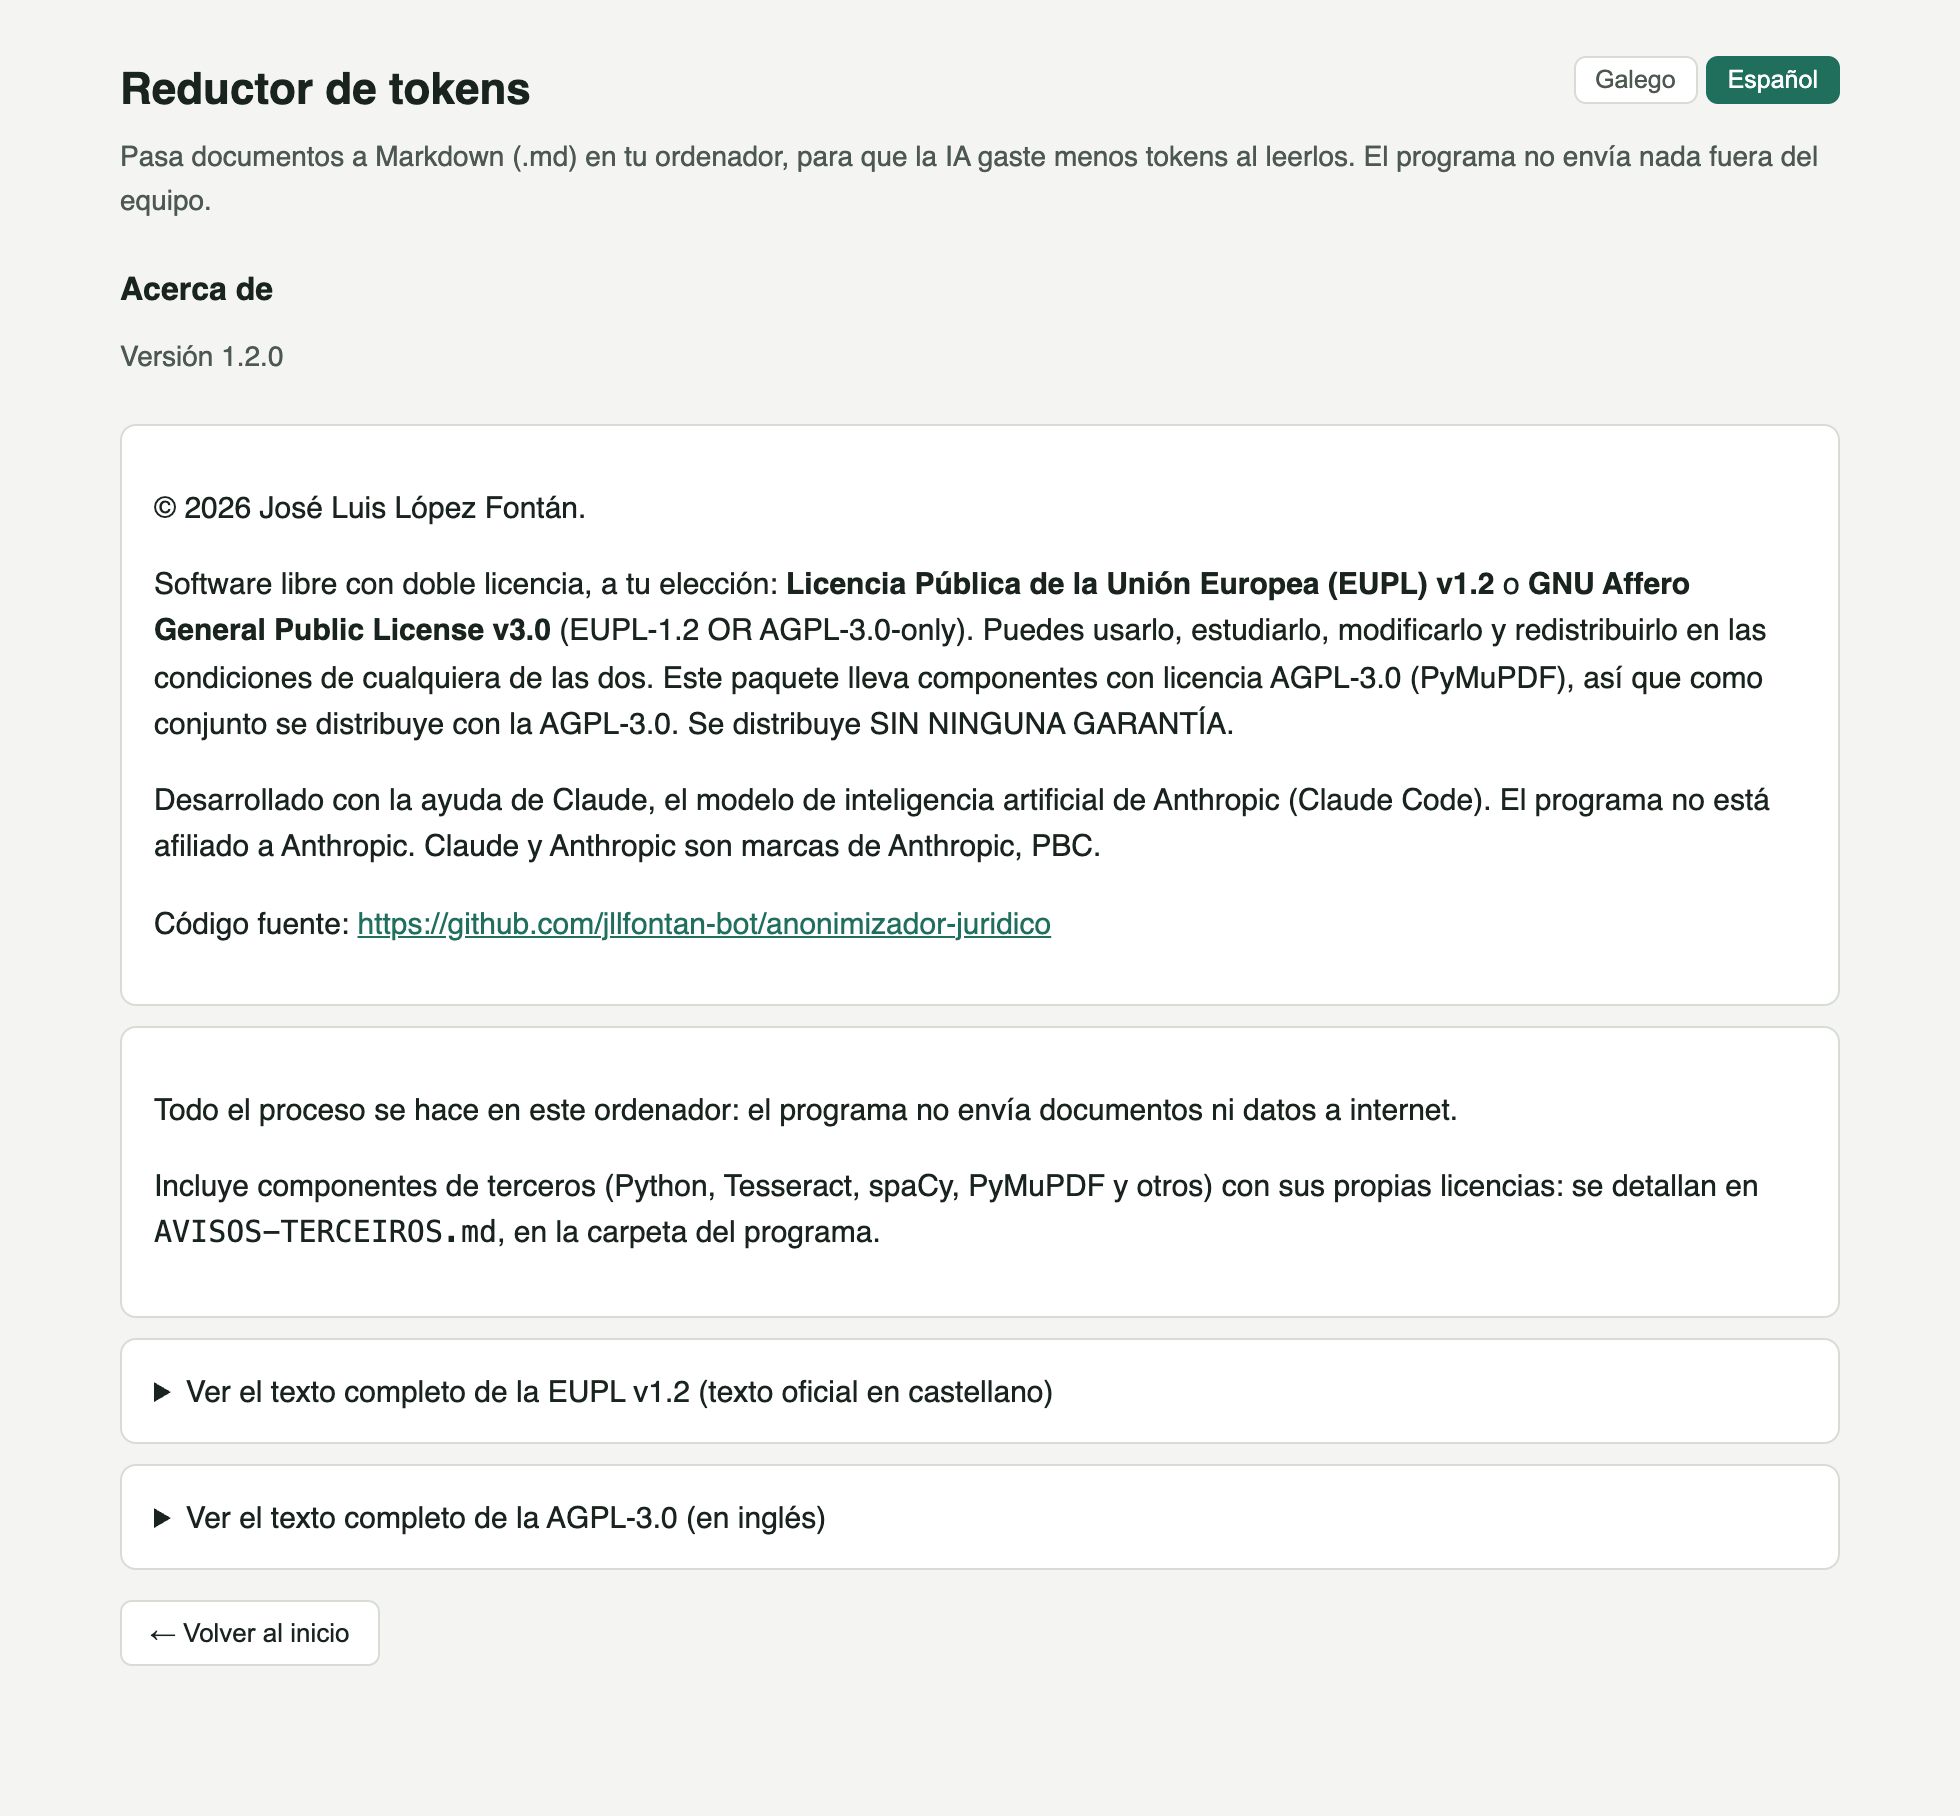 Reductor de tokens
Galego
Español
Pasa documentos a Markdown (.md) en tu ordenador, para que la IA gaste menos tokens al leerlos. El programa no envía nada fuera del
equipo.
Acerca de
Versión 1.2.0
© 2026 José Luis López Fontán.
Software libre con doble licencia, a tu elección: Licencia Pública de la Unión Europea (EUPL) v1.2 o GNU Affero
General Public License v3.0 (EUPL-1.2 OR AGPL-3.0-only). Puedes usarlo, estudiarlo, modificarlo y redistribuirlo en las
condiciones de cualquiera de las dos. Este paquete lleva componentes con licencia AGPL-3.0 (PyMuPDF), así que como
conjunto se distribuye con la AGPL-3.0. Se distribuye SIN NINGUNA GARANTÍA.
Desarrollado con la ayuda de Claude, el modelo de inteligencia artificial de Anthropic (Claude Code). El programa no está
afiliado a Anthropic. Claude y Anthropic son marcas de Anthropic, PBC.
Código fuente: https://github.com/jllfontan-bot/anonimizador-juridico
Todo el proceso se hace en este ordenador: el programa no envía documentos ni datos a internet.
Incluye componentes de terceros (Python, Tesseract, spaCy, PyMuPDF y otros) con sus propias licencias: se detallan en
AVISOS-TERCEIROS.md, en la carpeta del programa.
▶ Ver el texto completo de la EUPL v1.2 (texto oficial en castellano)
▶ Ver el texto completo de la AGPL-3.0 (en inglés)
← Volver al inicio